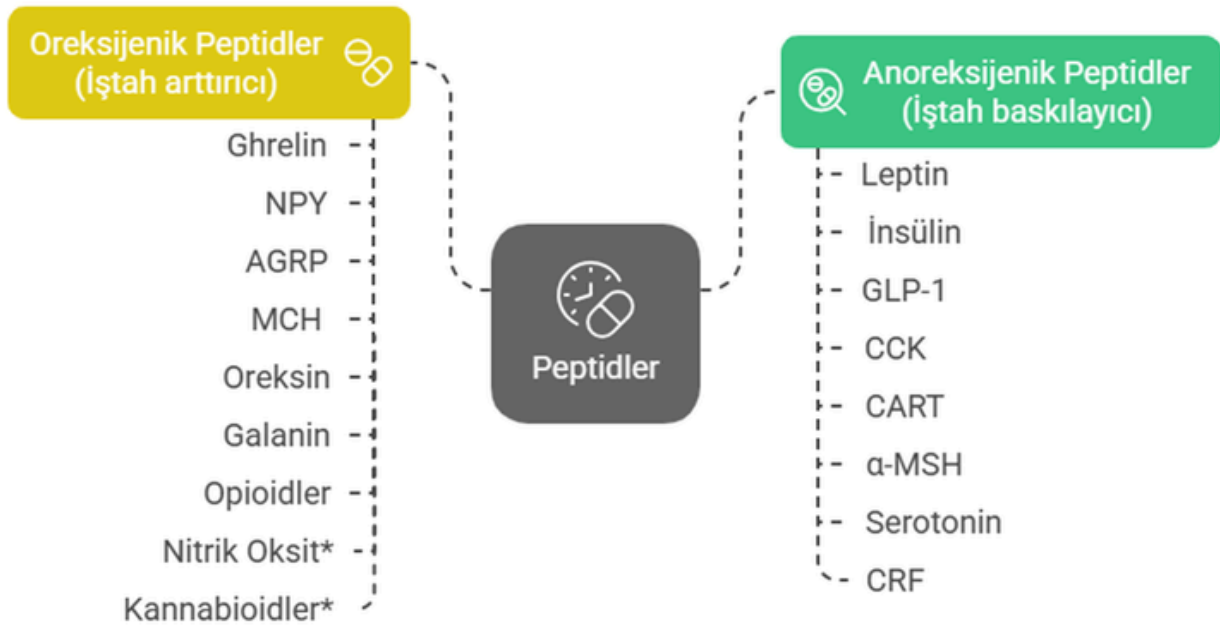 Oreksijenik Peptidler
(İştah arttırıcı)
Ghrelin
NPY
AGRP
MCH
Oreksin
Galanin
Opioidler
Nitrik Oksit*
Kannabioidler*
Peptidler
Anoreksijenik Peptidler
(İştah baskılayıcı)
Leptin
İnsülin
GLP-1
CCK
CART
α-MSH
Serotonin
CRF